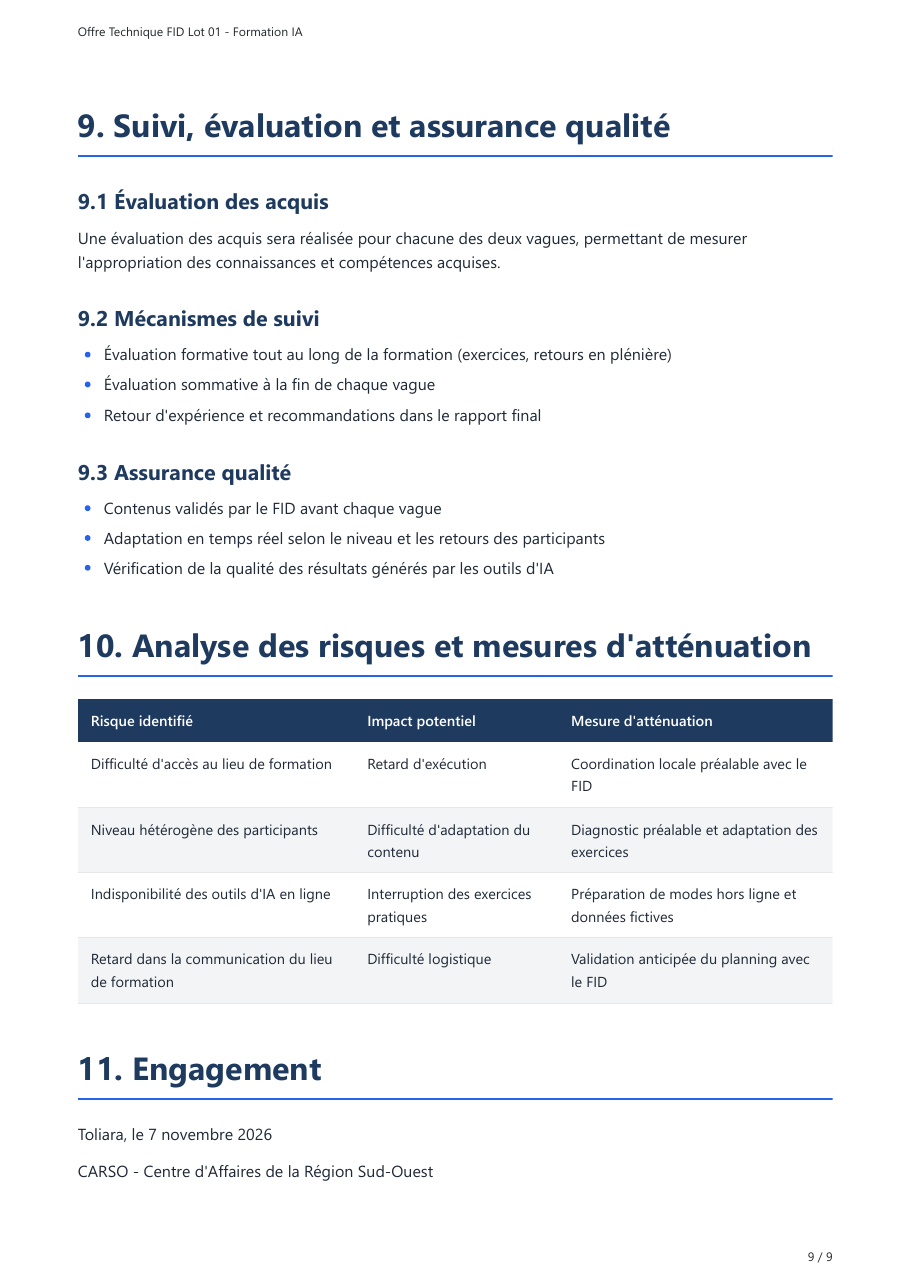 Offre Technique FID Lot 01 - Formation IA
9. Suivi, évaluation et assurance qualité
9.1 Évaluation des acquis
Une évaluation des acquis sera réalisée pour chacune des deux vagues, permettant de mesurer
l'appropriation des connaissances et compétences acquises.
9.2 Mécanismes de suivi
• Évaluation formative tout au long de la formation (exercices, retours en plénière)
• Évaluation sommative à la fin de chaque vague
• Retour d'expérience et recommandations dans le rapport final
9.3 Assurance qualité
• Contenus validés par le FID avant chaque vague
• Adaptation en temps réel selon le niveau et les retours des participants
• Vérification de la qualité des résultats générés par les outils d'IA
10. Analyse des risques et mesures d'atténuation
Risque identifié Impact potentiel Mesure d'atténuation
Difficulté d'accès au lieu de formation Retard d'exécution Coordination locale préalable avec le
FID
Niveau hétérogène des participants Difficulté d'adaptation du Diagnostic préalable et adaptation des
contenu exercices
Indisponibilité des outils d'IA en ligne Interruption des exercices Préparation de modes hors ligne et
pratiques données fictives
Retard dans la communication du lieu Difficulté logistique Validation anticipée du planning avec
de formation le FID
11. Engagement
Toliara, le 7 novembre 2026
CARSO - Centre d'Affaires de la Région Sud-Ouest
9 / 9